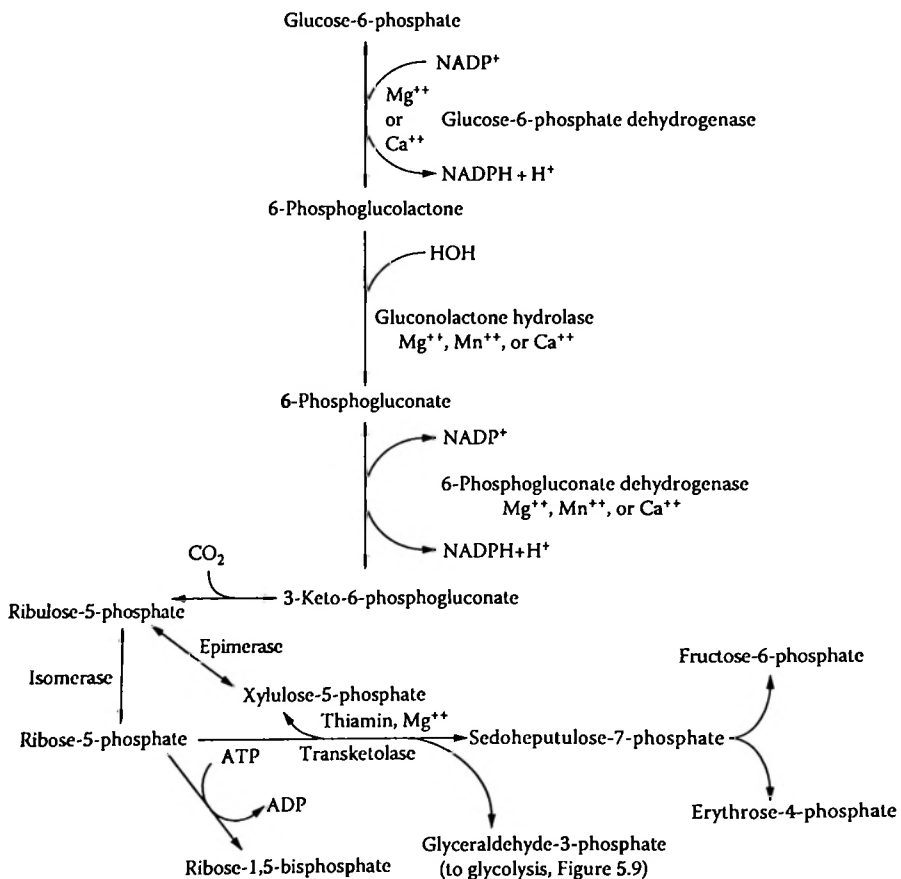 Glucose-6-phosphate
NADP⁺
Mg⁺⁺
or
Ca⁺⁺
Glucose-6-phosphate dehydrogenase
NADPH + H⁺
6-Phosphoglucolactone
HOH
Gluconolactone hydrolase
Mg⁺⁺, Mn⁺⁺, or Ca⁺⁺
6-Phosphogluconate
NADP⁺
6-Phosphogluconate dehydrogenase
Mg⁺⁺, Mn⁺⁺, or Ca⁺⁺
NADPH+H⁺
CO₂
3-Keto-6-phosphogluconate
Ribulose-5-phosphate
Epimerase
Isomerase
Xylulose-5-phosphate
Fructose-6-phosphate
Thiamin, Mg⁺⁺
Ribose-5-phosphate
Transketolase
Sedoheputulose-7-phosphate
ATP
ADP
Erythrose-4-phosphate
Ribose-1,5-bisphosphate
Glyceraldehyde-3-phosphate
(to glycolysis, Figure 5.9)